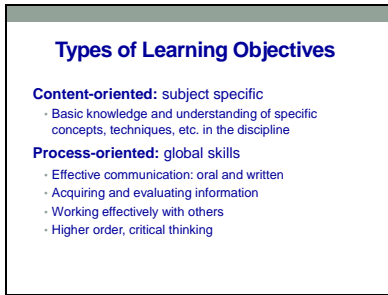 Types of Learning Objectives
Content-oriented: subject specific
• Basic knowledge and understanding of specific
concepts, techniques, etc. in the discipline
Process-oriented: global skills
• Effective communication: oral and written
• Acquiring and evaluating information
• Working effectively with others
• Higher order, critical thinking